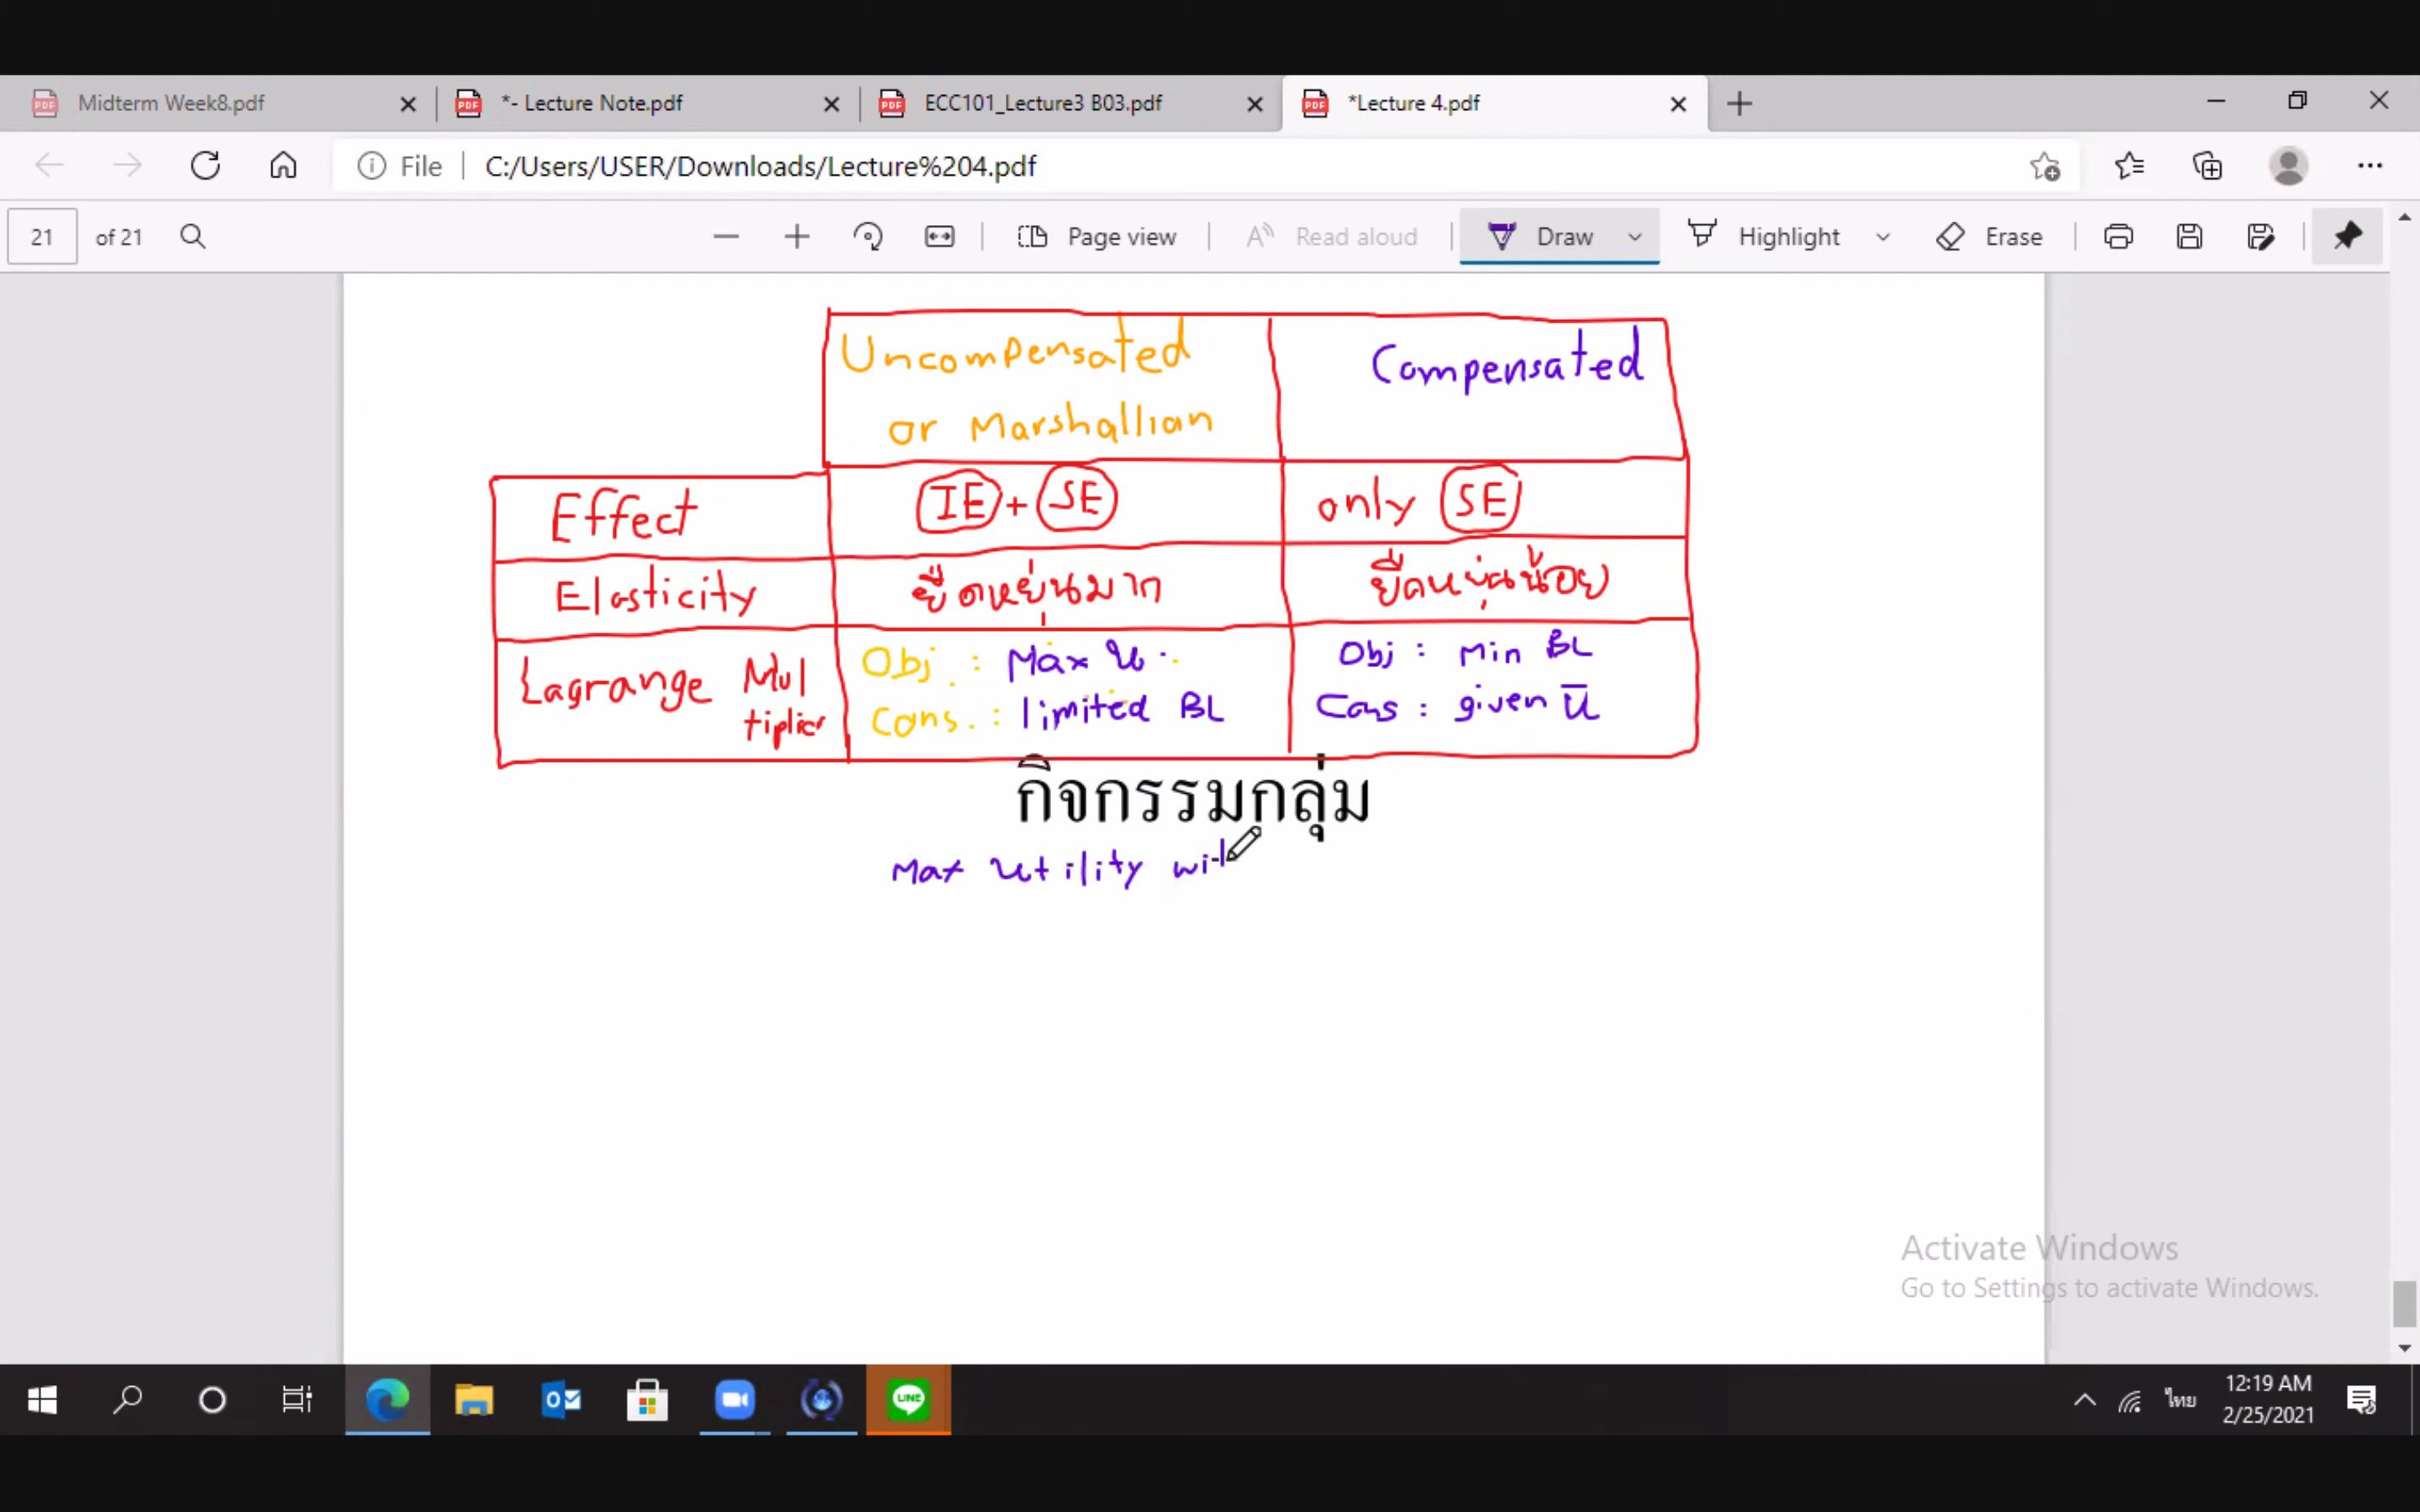 Midterm Week8.pdf
*- Lecture Note.pdf
ECC101_Lecture3 B03.pdf
*Lecture 4.pdf
File
C:/Users/USER/Downloads/Lecture%204.pdf
21
of 21
Page view
Read aloud
Draw
Highlight
Erase
Uncompensated
or Marshallian
Compensated
Effect
IE + SE
only SE
Elasticity
ยืดหยุ่นมาก
ยืดหยุ่นน้อย
Lagrange Mul
tiplier
Obj. : Max U
Cons. : limited BL
Obj : Min BL
Cons : given Ū
กิจกรรมกลุ่ม
Max Utility wit
Activate Windows
Go to Settings to activate Windows.
LINE
ไทย
12:19 AM
2/25/2021